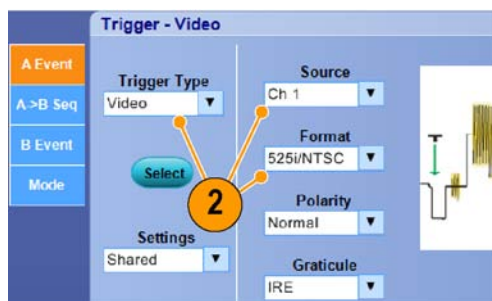 Trigger - Video
A Event
A->B Seq
B Event
Mode
Trigger Type
Video
Select
Settings
Shared
2
Source
Ch 1
Format
525i/NTSC
Polarity
Normal
Graticule
IRE
T